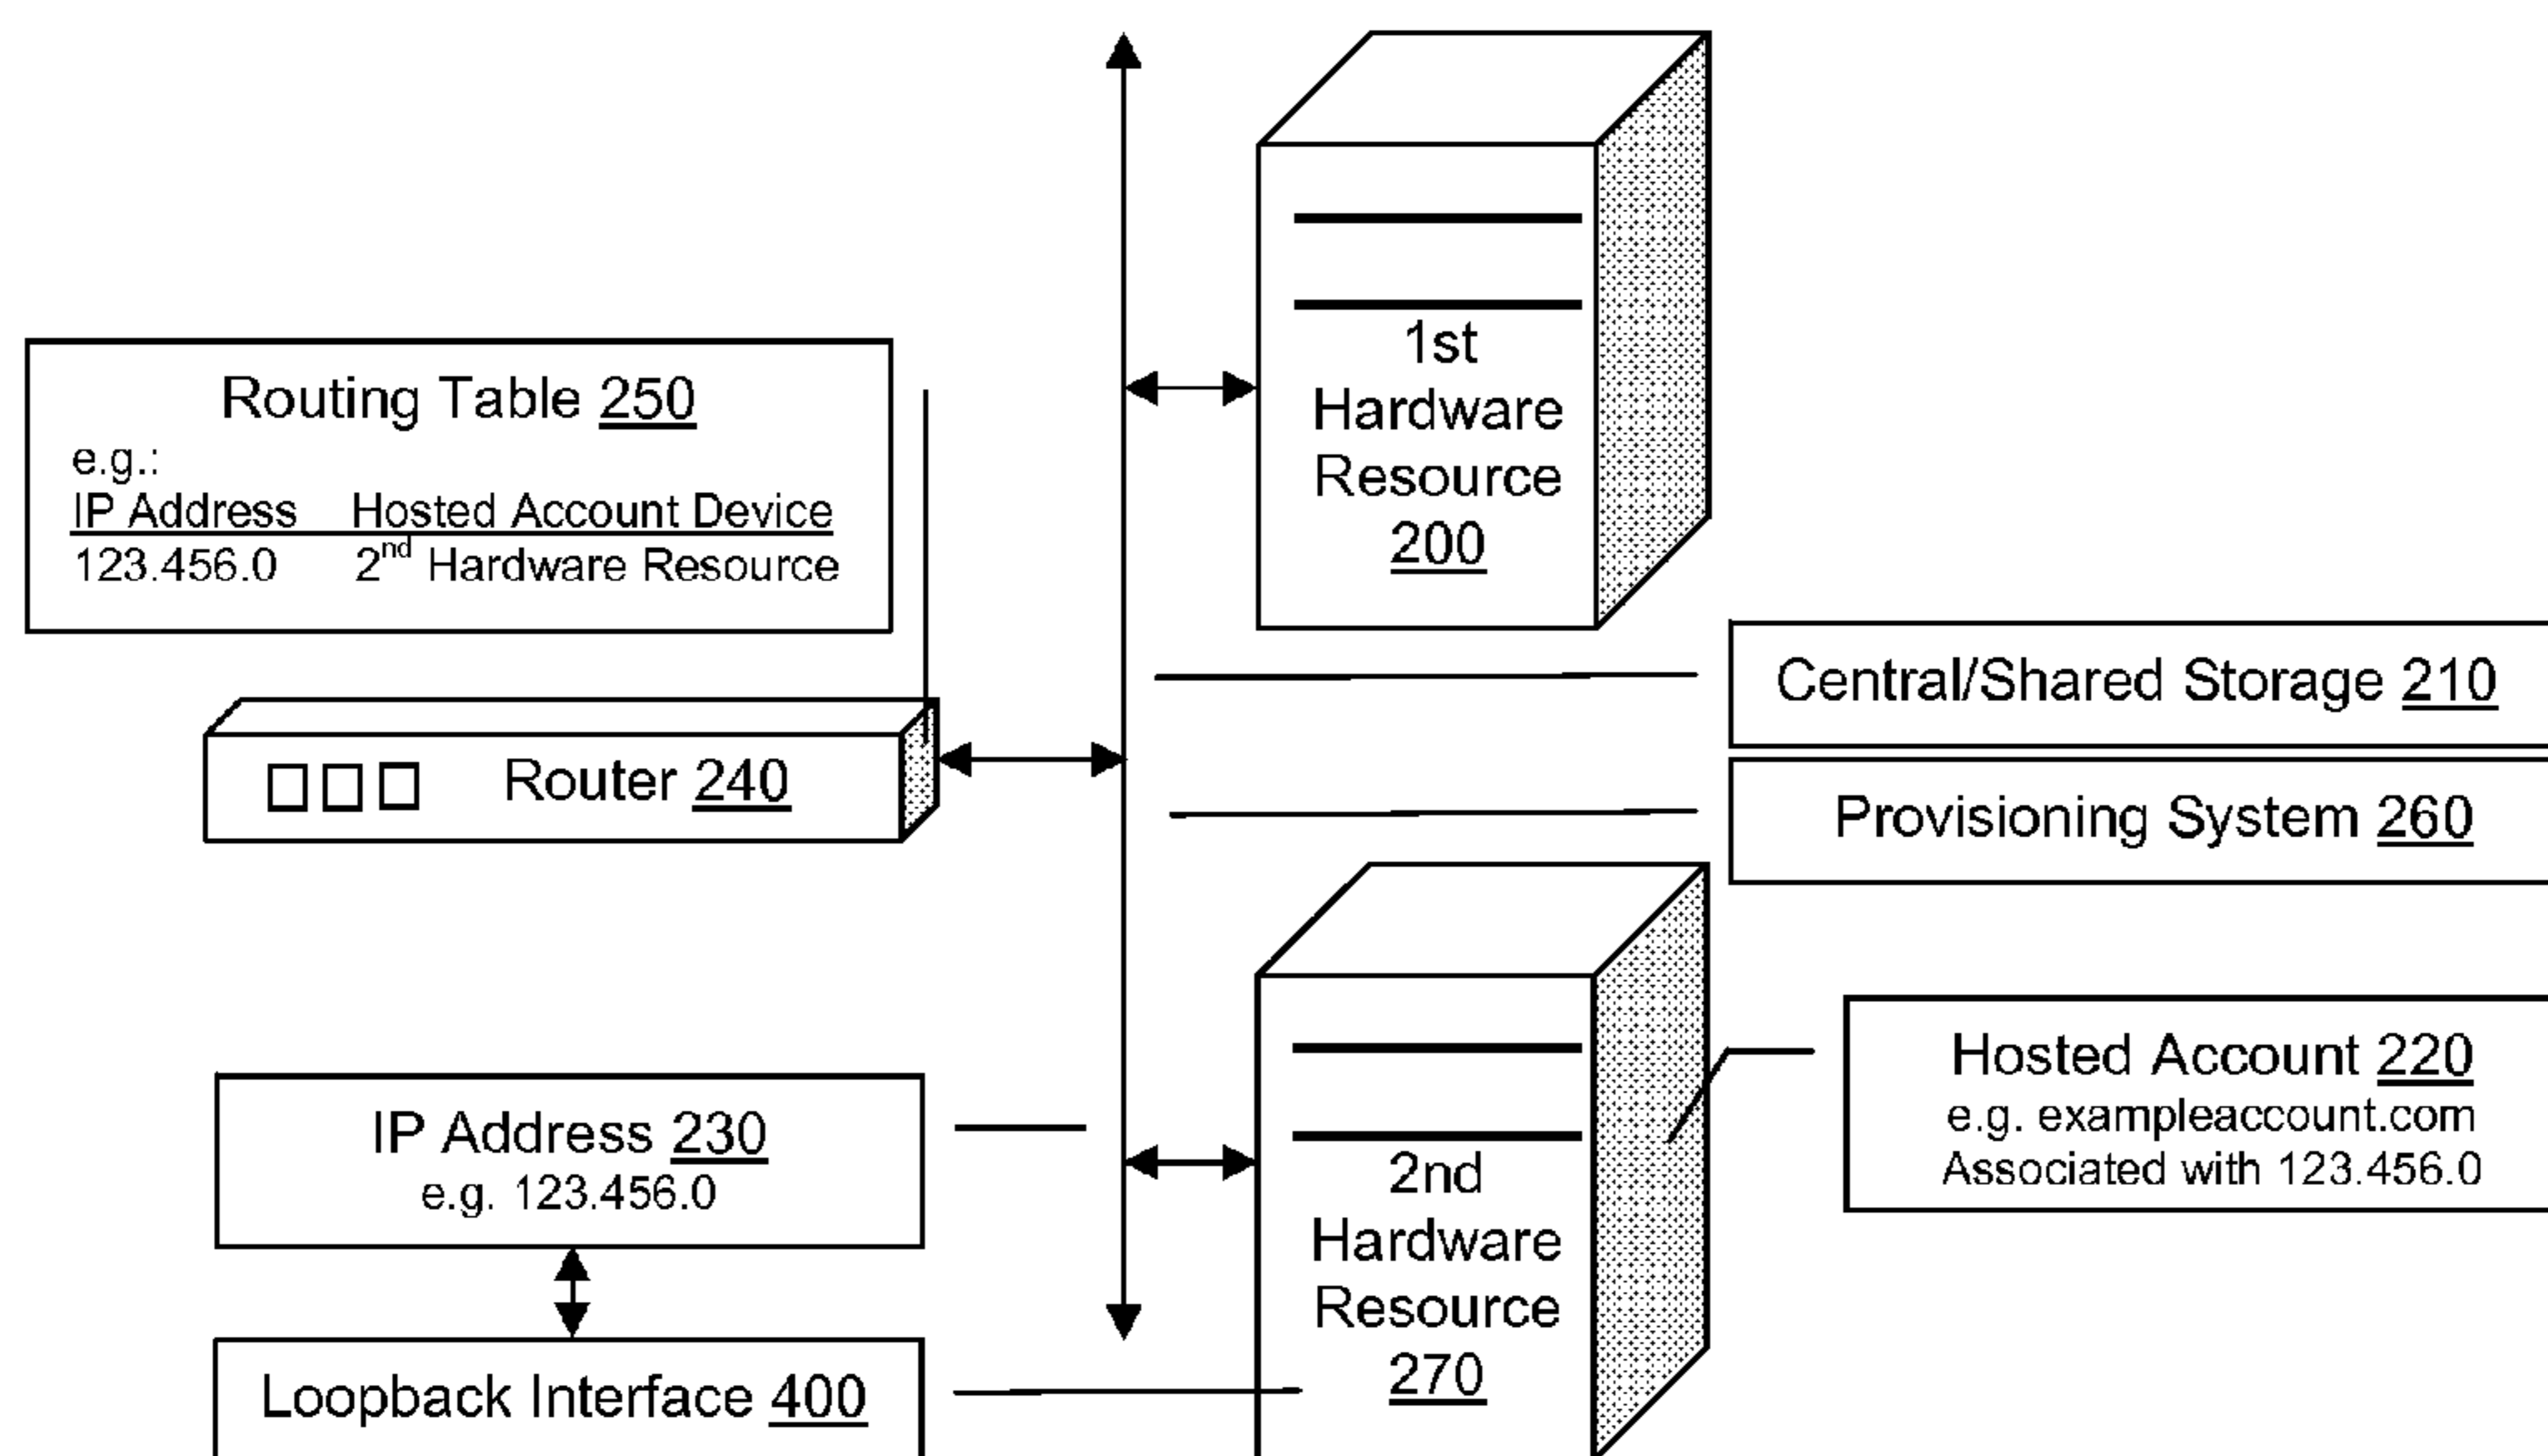 1st
Hardware
Resource
200
Routing Table 250
e.g.:
IP Address Hosted Account Device
123.456.0 2nd Hardware Resource
Central/Shared Storage 210
Router 240
Provisioning System 260
Hosted Account 220
e.g. exampleaccount.com
Associated with 123.456.0
IP Address 230
e.g. 123.456.0
2nd
Hardware
Resource
270
Loopback Interface 400